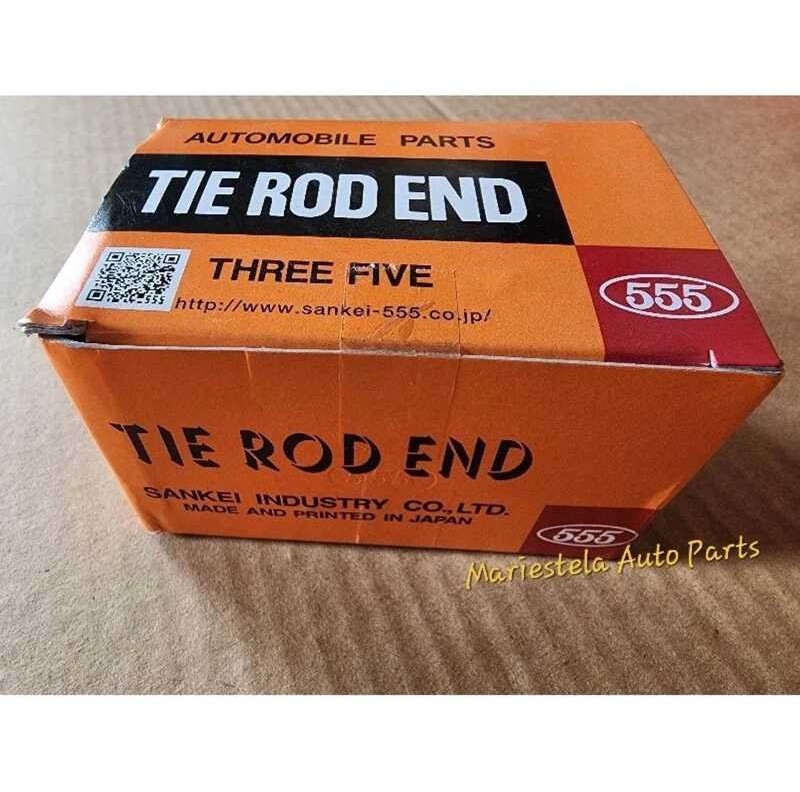 AUTOMOBILE PARTS
TIE ROD END
THREE FIVE
http://www.sankei-555.co.jp/
555
TIE ROD END
SANKEI INDUSTRY CO.,LTD.
MADE AND PRINTED IN JAPAN
555
Mariestela Auto Parts